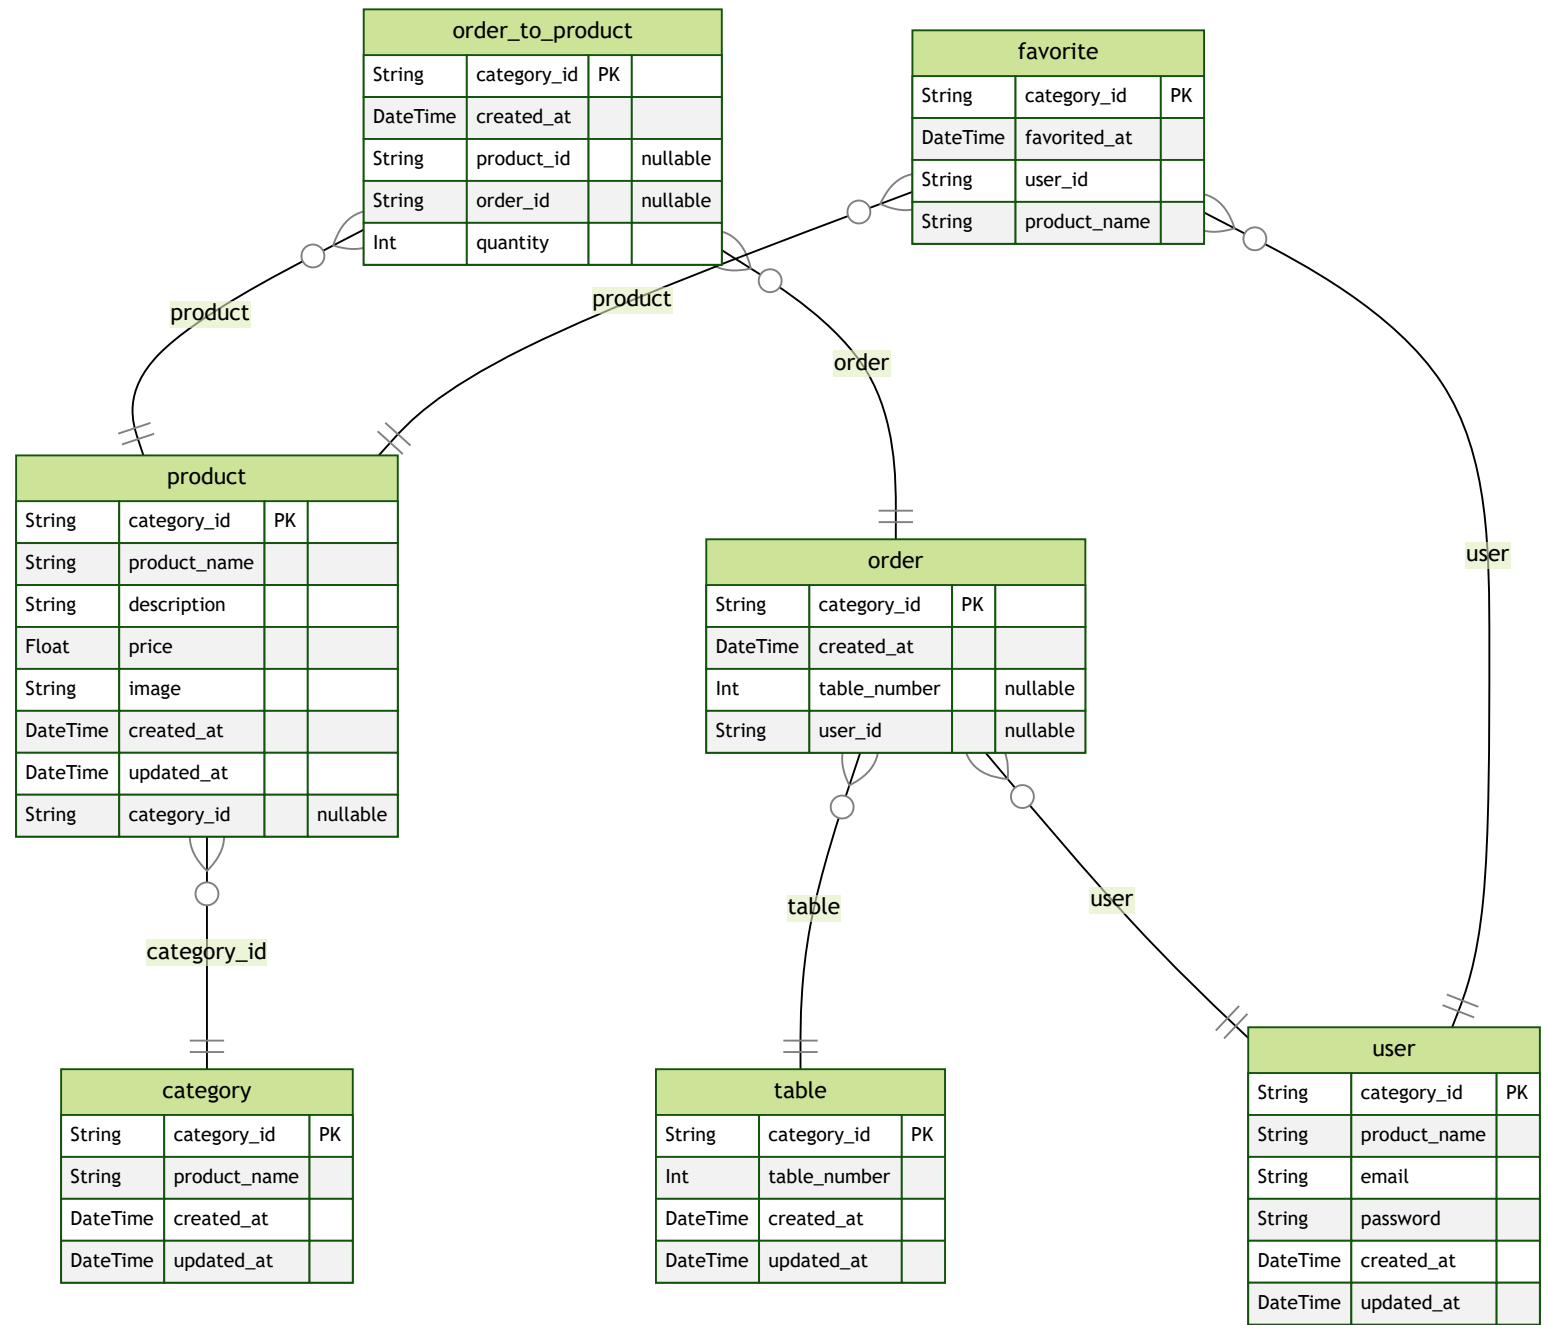 order_to_product
String category_id PK
DateTime created_at
String product_id nullable
String order_id nullable
Int quantity
favorite
String category_id PK
DateTime favorited_at
String user_id
String product_name
product
product
order
user
product
String category_id PK
String product_name
String description
Float price
String image
DateTime created_at
DateTime updated_at
String category_id nullable
order
String category_id PK
DateTime created_at
Int table_number nullable
String user_id nullable
category_id
table
user
category
String category_id PK
String product_name
DateTime created_at
DateTime updated_at
table
String category_id PK
Int table_number
DateTime created_at
DateTime updated_at
user
String category_id PK
String product_name
String email
String password
DateTime created_at
DateTime updated_at